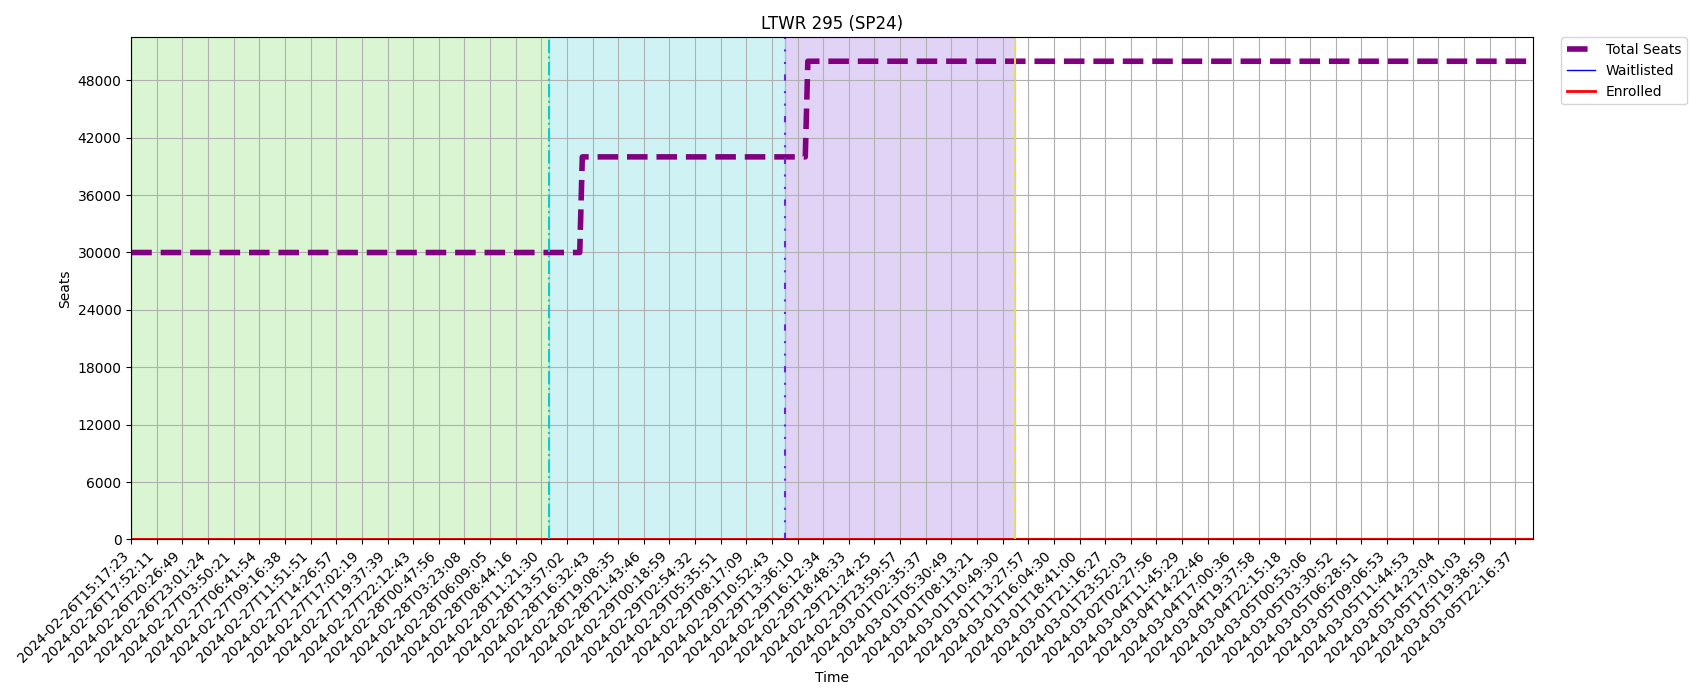 LTWR 295 (SP24)
Total Seats
Waitlisted
Enrolled
Seats
48000
42000
36000
30000
24000
18000
12000
6000
0
2024-02-26T15:17:23
2024-02-26T17:52:11
2024-02-26T20:26:49
2024-02-26T23:01:24
2024-02-27T03:50:21
2024-02-27T06:41:54
2024-02-27T09:16:38
2024-02-27T11:51:51
2024-02-27T14:26:57
2024-02-27T17:02:19
2024-02-27T19:37:39
2024-02-27T22:12:43
2024-02-28T00:47:56
2024-02-28T03:23:08
2024-02-28T06:09:05
2024-02-28T08:44:16
2024-02-28T11:21:30
2024-02-28T13:57:02
2024-02-28T16:32:43
2024-02-28T19:08:35
2024-02-28T21:43:46
2024-02-29T00:18:59
2024-02-29T02:54:32
2024-02-29T05:35:51
2024-02-29T08:17:09
2024-02-29T10:52:43
2024-02-29T13:36:10
2024-02-29T16:12:34
2024-02-29T18:48:33
2024-02-29T21:24:25
2024-02-29T23:59:57
2024-03-01T02:35:37
2024-03-01T05:30:49
2024-03-01T08:13:21
2024-03-01T10:49:30
2024-03-01T13:27:57
2024-03-01T16:04:30
2024-03-01T18:41:00
2024-03-01T21:16:27
2024-03-01T23:52:03
2024-03-02T02:27:56
2024-03-04T11:45:29
2024-03-04T14:22:46
2024-03-04T17:00:36
2024-03-04T19:37:58
2024-03-04T22:15:18
2024-03-05T00:53:06
2024-03-05T03:30:52
2024-03-05T06:28:51
2024-03-05T09:06:53
2024-03-05T11:44:53
2024-03-05T14:23:04
2024-03-05T17:01:03
2024-03-05T19:38:59
2024-03-05T22:16:37
Time